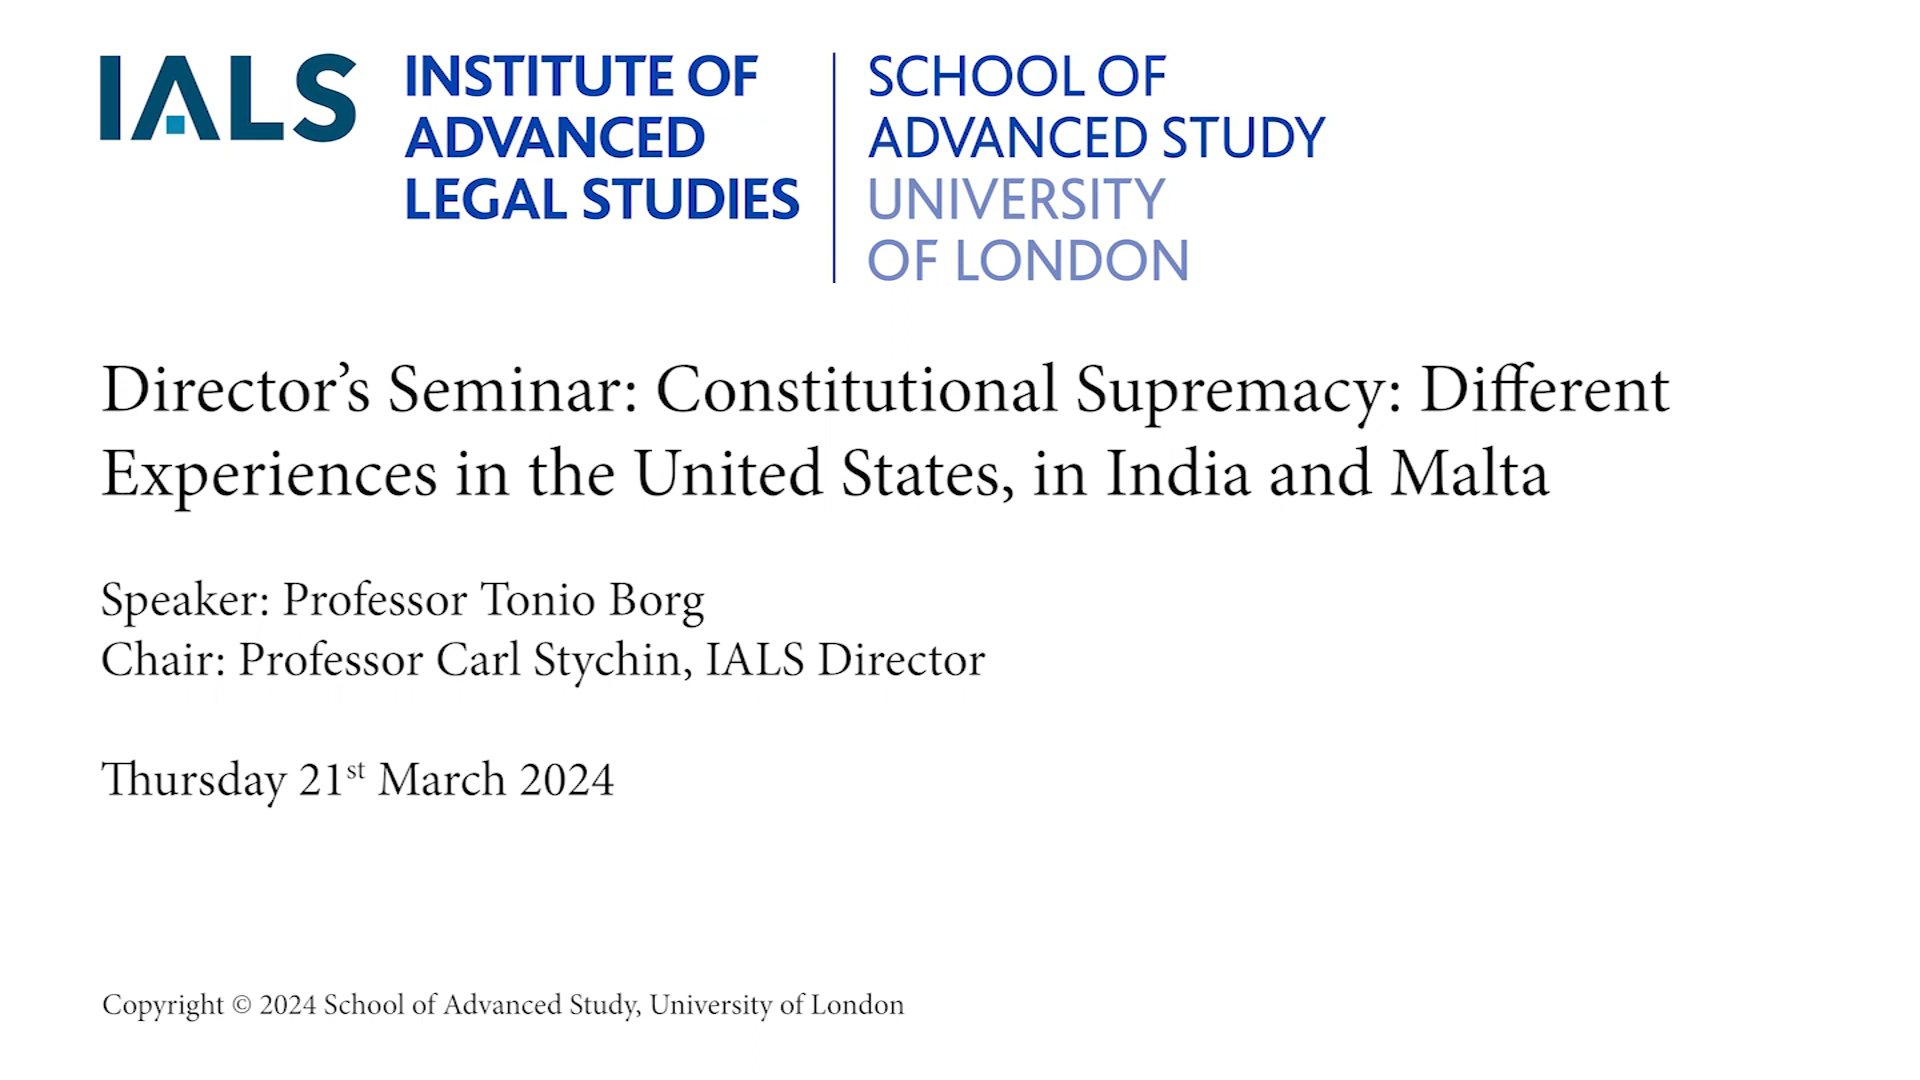 IALS
INSTITUTE OF
ADVANCED
LEGAL STUDIES
SCHOOL OF
ADVANCED STUDY
UNIVERSITY
OF LONDON
Director’s Seminar: Constitutional Supremacy: Different
Experiences in the United States, in India and Malta
Speaker: Professor Tonio Borg
Chair: Professor Carl Stychin, IALS Director
Thursday 21st March 2024
Copyright © 2024 School of Advanced Study, University of London